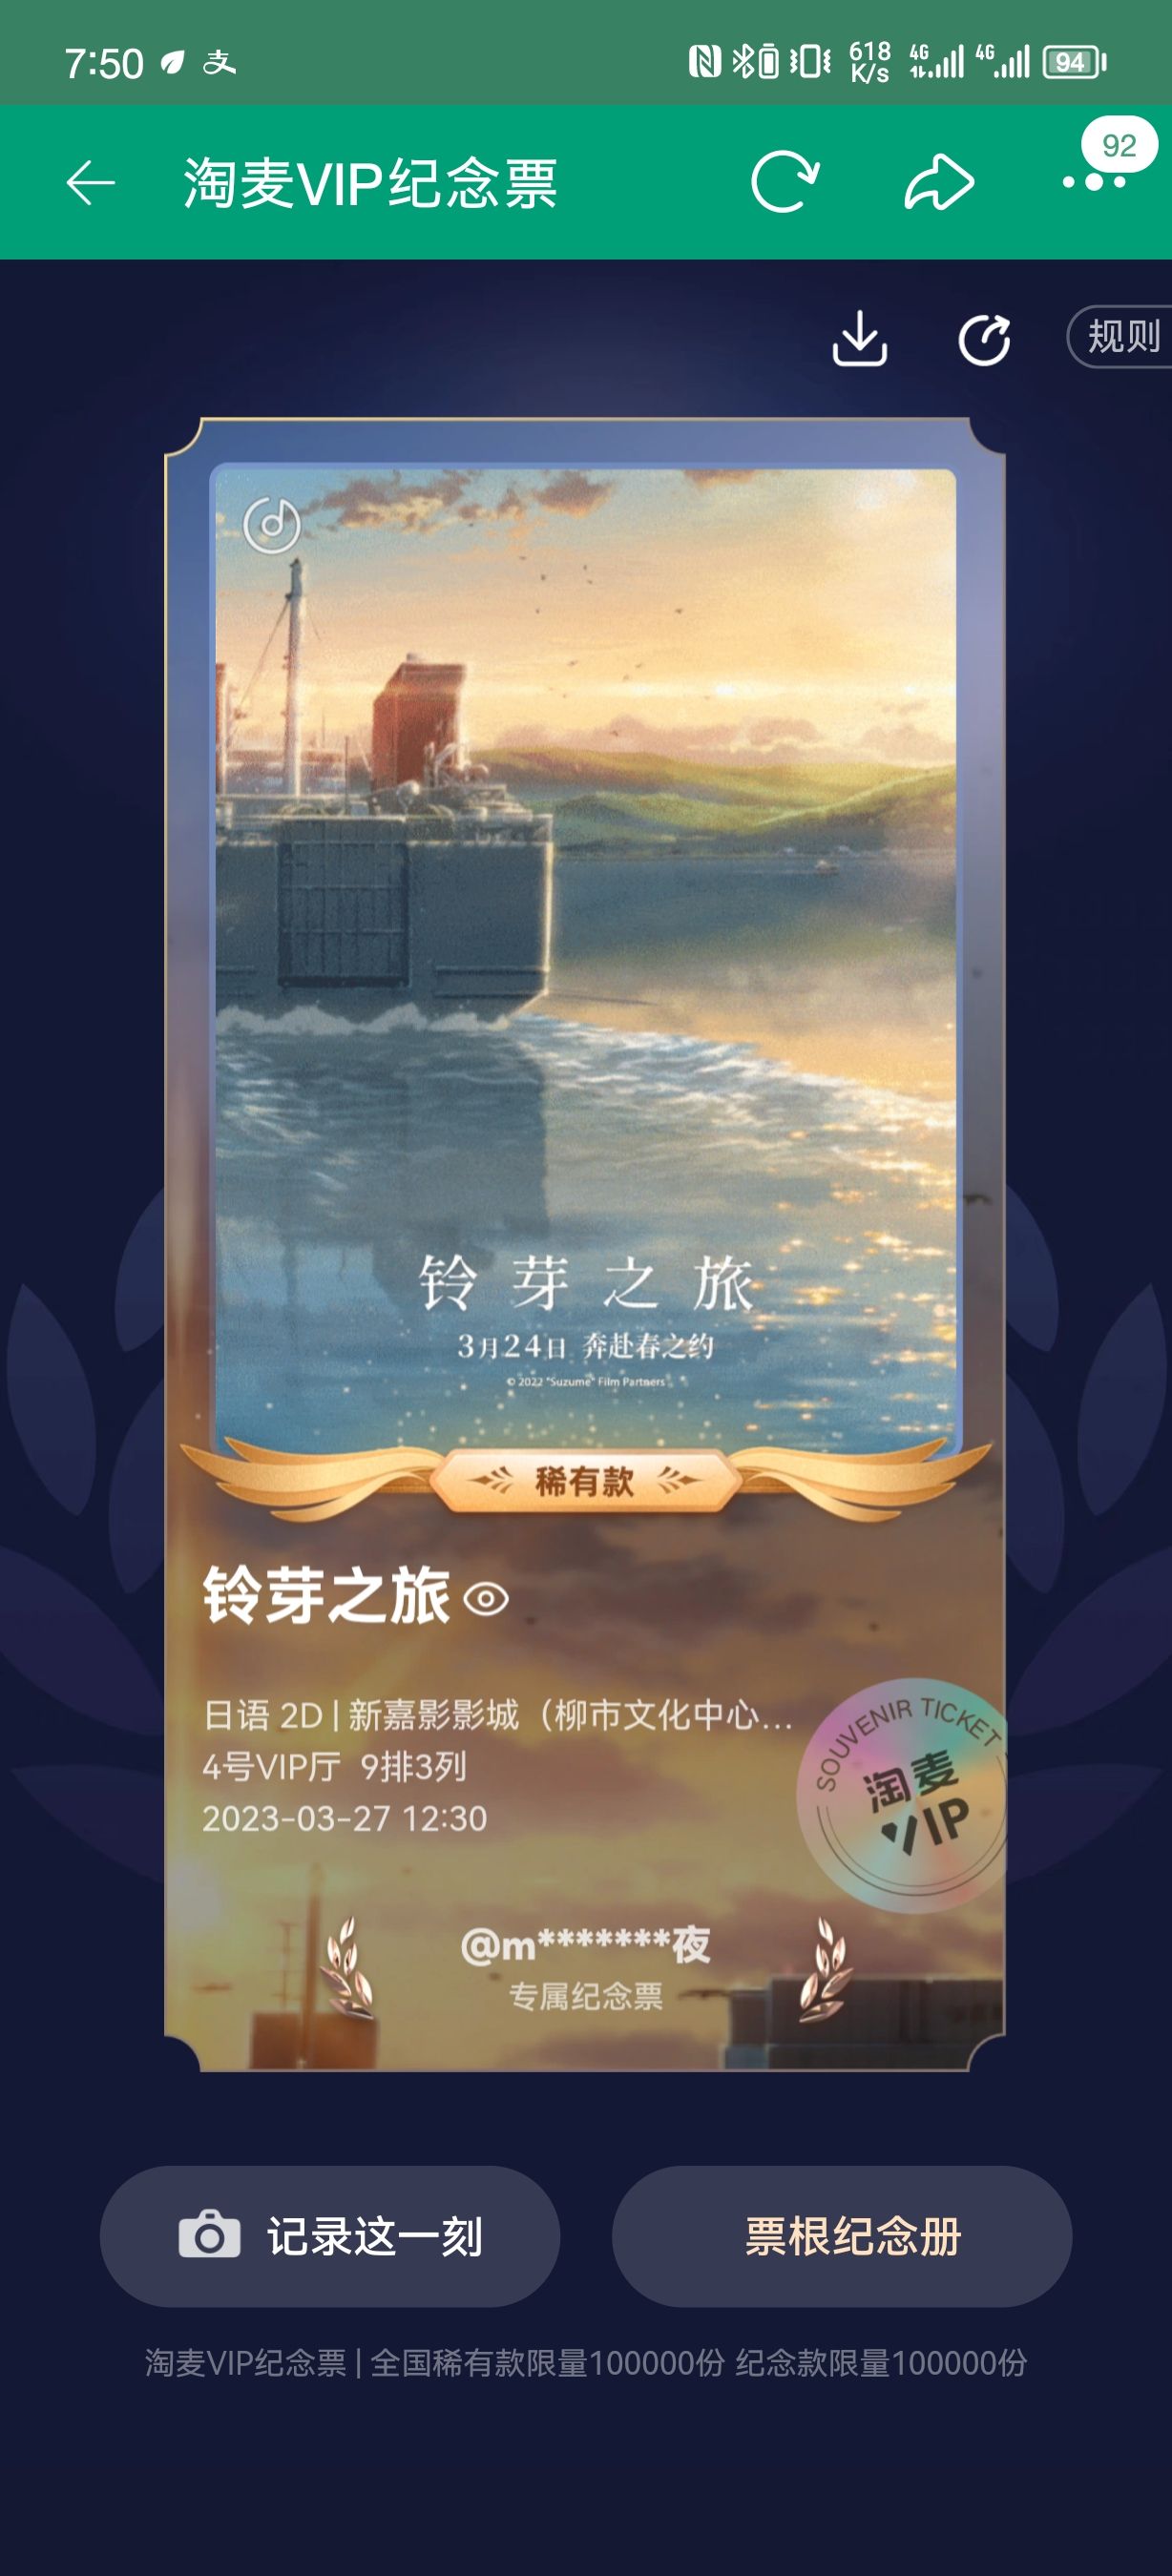 7:50 支 618 K/s 4G 4G 94
淘麦VIP纪念票
92
规则
铃芽之旅
3月24日 奔赴春之约
© 2022 "Suzume" Film Partners
稀有款
铃芽之旅
日语 2D | 新嘉影影城（柳市文化中心...
4号VIP厅 9排3列
2023-03-27 12:30
SOUVENIR TICKET
淘麦
VIP
@m*******夜
专属纪念票
记录这一刻
票根纪念册
淘麦VIP纪念票 | 全国稀有款限量100000份 纪念款限量100000份